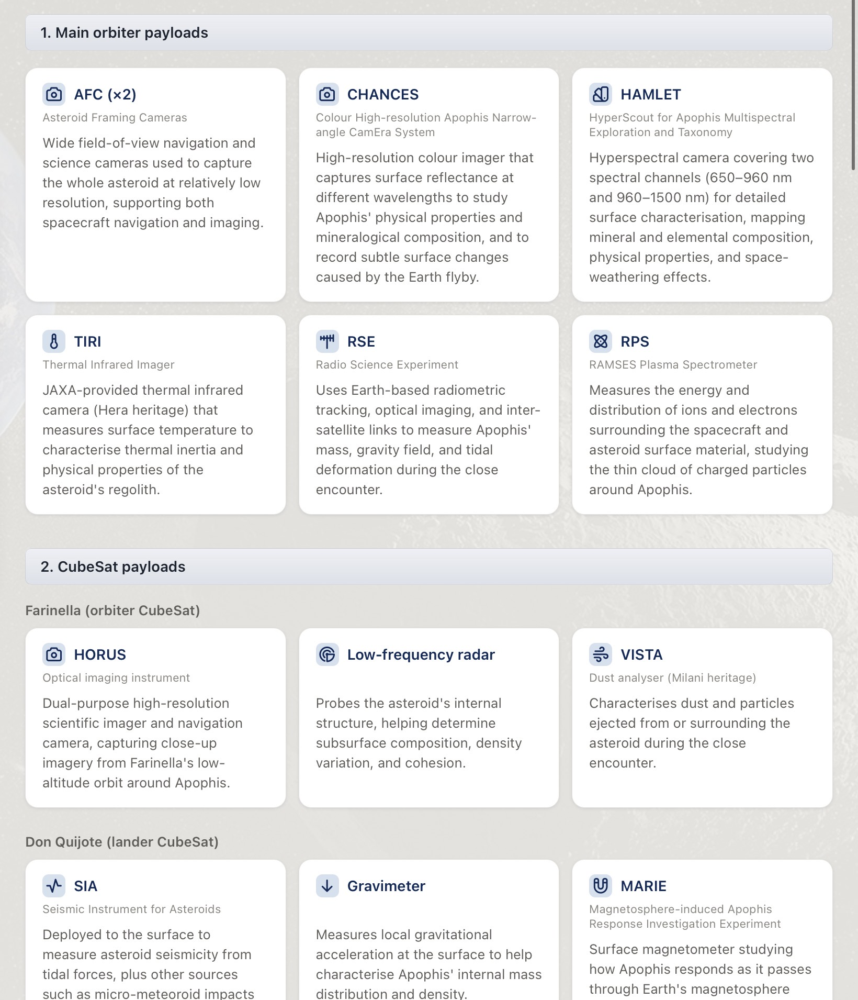 1. Main orbiter payloads
AFC (×2)
Asteroid Framing Cameras
Wide field-of-view navigation and
science cameras used to capture
the whole asteroid at relatively low
resolution, supporting both
spacecraft navigation and imaging.
CHANCES
Colour High-resolution Apophis Narrow-
angle CamEra System
High-resolution colour imager that
captures surface reflectance at
different wavelengths to study
Apophis' physical properties and
mineralogical composition, and to
record subtle surface changes
caused by the Earth flyby.
HAMLET
HyperScout for Apophis Multispectral
Exploration and Taxonomy
Hyperspectral camera covering two
spectral channels (650–960 nm
and 960–1500 nm) for detailed
surface characterisation, mapping
mineral and elemental composition,
physical properties, and space-
weathering effects.
TIRI
Thermal Infrared Imager
JAXA-provided thermal infrared
camera (Hera heritage) that
measures surface temperature to
characterise thermal inertia and
physical properties of the
asteroid's regolith.
RSE
Radio Science Experiment
Uses Earth-based radiometric
tracking, optical imaging, and inter-
satellite links to measure Apophis'
mass, gravity field, and tidal
deformation during the close
encounter.
RPS
RAMSES Plasma Spectrometer
Measures the energy and
distribution of ions and electrons
surrounding the spacecraft and
asteroid surface material, studying
the thin cloud of charged particles
around Apophis.
2. CubeSat payloads
Farinella (orbiter CubeSat)
HORUS
Optical imaging instrument
Dual-purpose high-resolution
scientific imager and navigation
camera, capturing close-up
imagery from Farinella's low-
altitude orbit around Apophis.
Low-frequency radar
Probes the asteroid's internal
structure, helping determine
subsurface composition, density
variation, and cohesion.
VISTA
Dust analyser (Milani heritage)
Characterises dust and particles
ejected from or surrounding the
asteroid during the close
encounter.
Don Quijote (lander CubeSat)
SIA
Seismic Instrument for Asteroids
Deployed to the surface to
measure asteroid seismicity from
tidal forces, plus other sources
such as micro-meteoroid impacts
Gravimeter
Measures local gravitational
acceleration at the surface to help
characterise Apophis' internal mass
distribution and density.
MARIE
Magnetosphere-induced Apophis
Response Investigation Experiment
Surface magnetometer studying
how Apophis responds as it passes
through Earth's magnetosphere